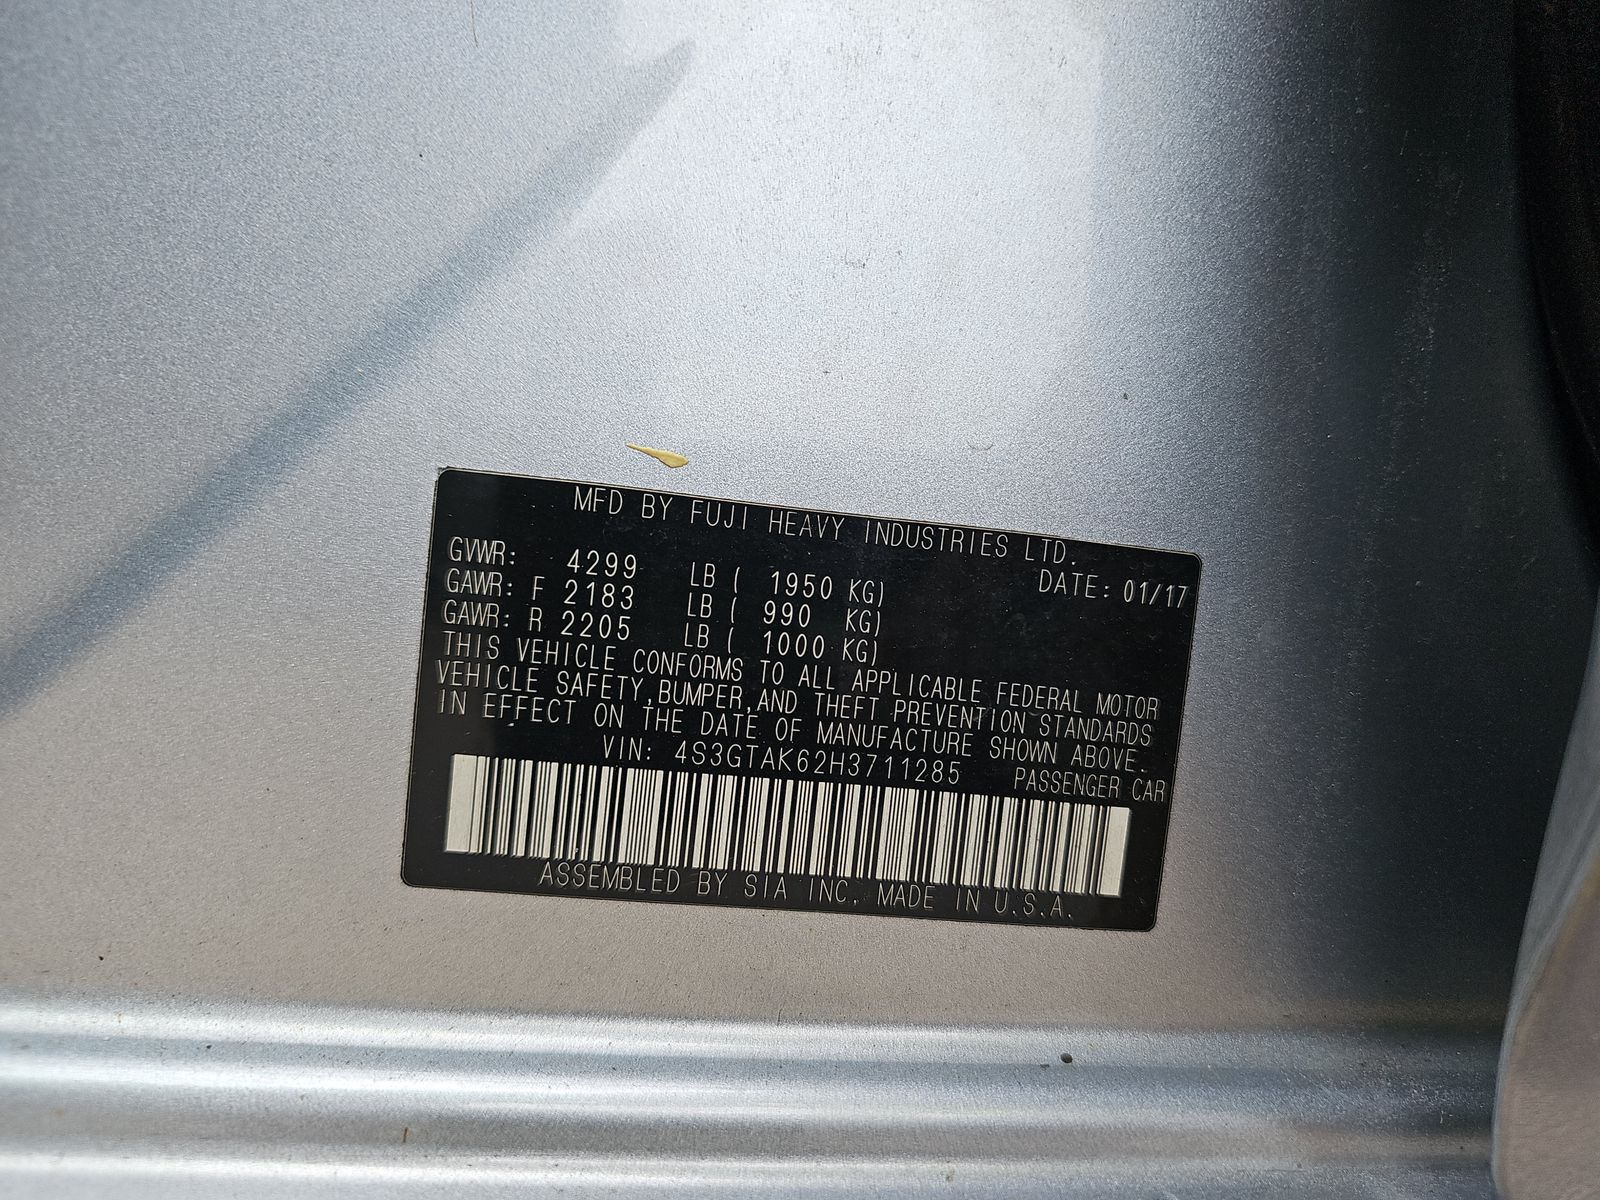 MFD BY FUJI HEAVY INDUSTRIES LTD.
GVWR: 4299 LB ( 1950 KG) DATE: 01/17
GAWR: F 2183 LB ( 990 KG)
GAWR: R 2205 LB ( 1000 KG)
THIS VEHICLE CONFORMS TO ALL APPLICABLE FEDERAL MOTOR
VEHICLE SAFETY, BUMPER, AND THEFT PREVENTION STANDARDS
IN EFFECT ON THE DATE OF MANUFACTURE SHOWN ABOVE.
VIN: 4S3GTAK62H3711285 PASSENGER CAR
ASSEMBLED BY SIA INC. MADE IN U.S.A.